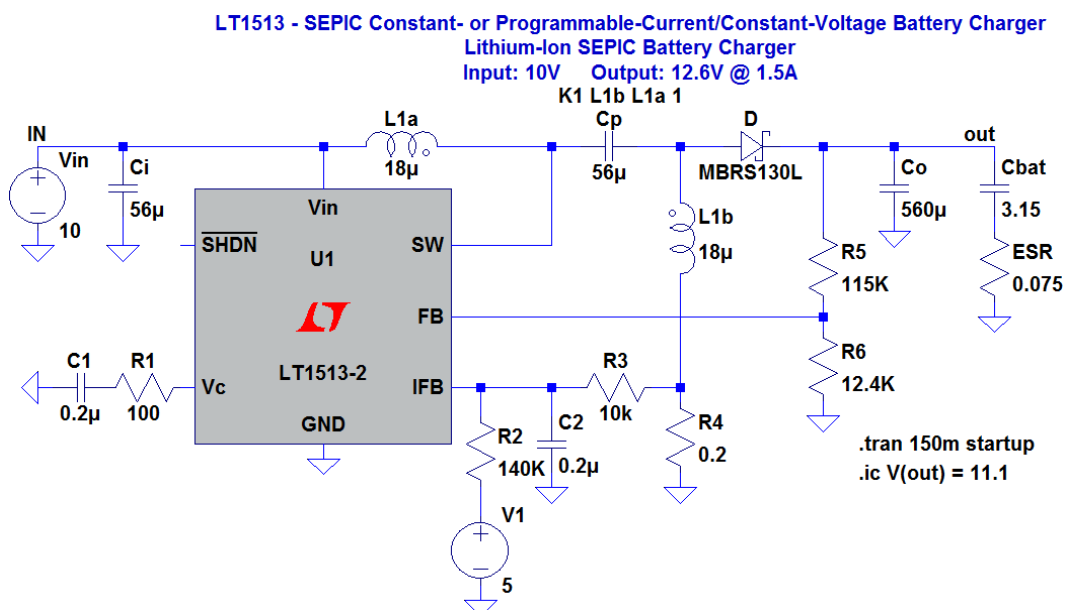 LT1513 - SEPIC Constant- or Programmable-Current/Constant-Voltage Battery Charger
Lithium-Ion SEPIC Battery Charger
Input: 10V Output: 12.6V @ 1.5A
K1 L1b L1a 1
IN
Vin
10
Ci
56µ
L1a
18µ
Cp
56µ
D
MBRS130L
out
Co
560µ
Cbat
3.15
ESR
0.075
L1b
18µ
R5
115K
R6
12.4K
Vin
SHDN
U1
SW
FB
LT1513-2
Vc
IFB
GND
C1
0.2µ
R1
100
R2
140K
C2
0.2µ
R3
10k
R4
0.2
V1
5
.tran 150m startup
.ic V(out) = 11.1